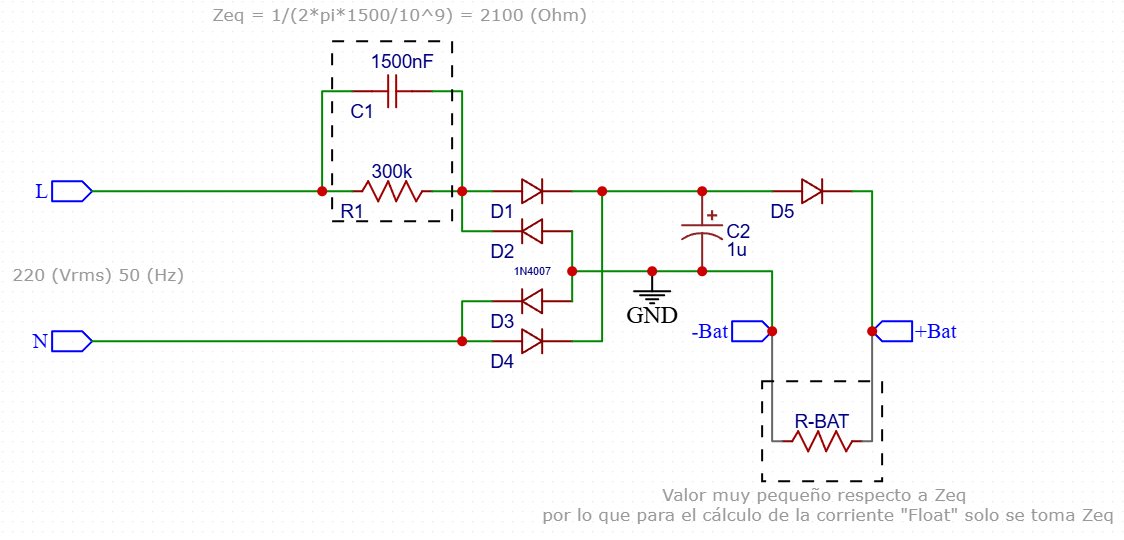 Zeq = 1/(2*pi*1500/10^9) = 2100 (Ohm)
1500nF
C1
300k
L
R1
D1
D5
C2
1u
D2
1N4007
220 (Vrms) 50 (Hz)
GND
D3
N
-Bat
+Bat
D4
R-BAT
Valor muy pequeño respecto a Zeq
por lo que para el cálculo de la corriente "Float" solo se toma Zeq